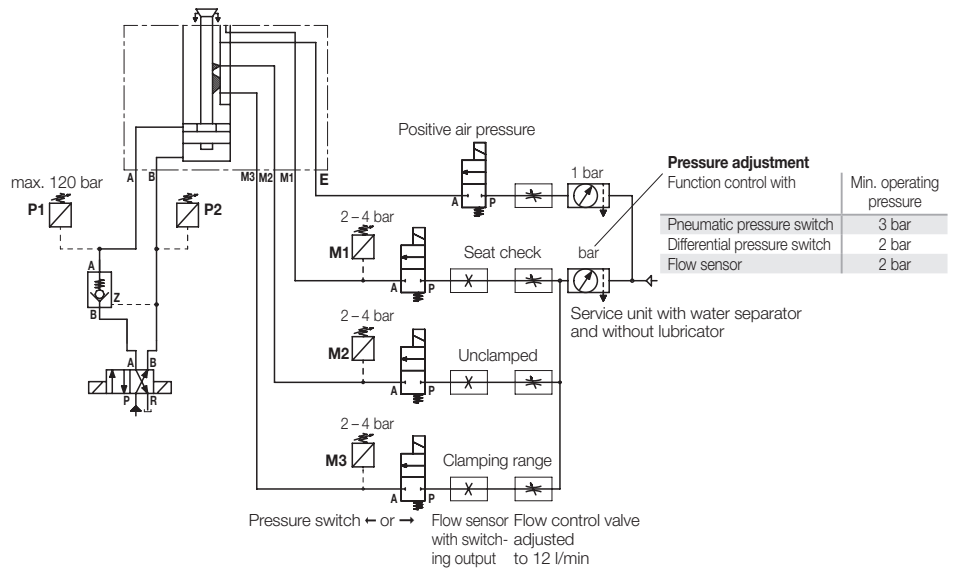 Positive air pressure
A B M3 M2 M1 E
max. 120 bar
P1
P2
A P
1 bar
Pressure adjustment
Function control with
Min. operating
pressure
Pneumatic pressure switch 3 bar
Differential pressure switch 2 bar
Flow sensor 2 bar
2 – 4 bar
M1
A P
Seat check
bar
Service unit with water separator
and without lubricator
A
Z
B
A B
P R
2 – 4 bar
M2
A P
Unclamped
2 – 4 bar
M3
A P
Clamping range
Pressure switch ← or →
Flow sensor
with switch-
ing output
Flow control valve
adjusted
to 12 l/min